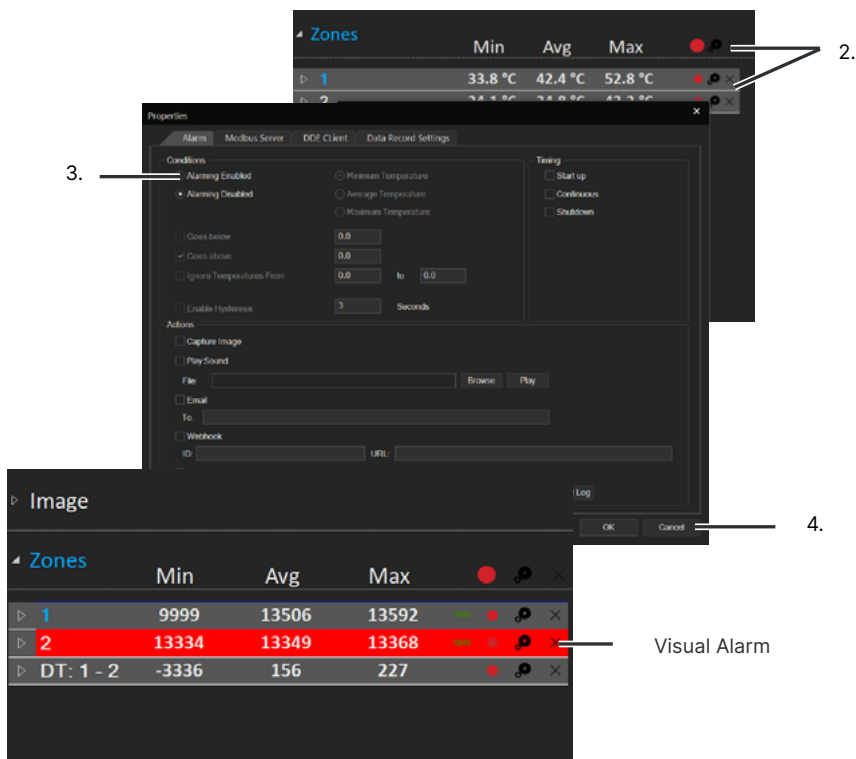 Zones
Min Avg Max
2.
1 33.8 °C 42.4 °C 52.8 °C
2
Properties
Alarm Modbus Server DDE CLient Data Record Settings
Conditions Timing
3. Alarming Enabled Minimum Temperature Start up
Alarming Disabled Average Temperature Continuous
Maximum Temperature Shutdown
Goes below 0.0
Goes above 0.0
Ignore Temperatures From 0.0 to 0.0
Enable Hysteresis 3 Seconds
Actions
Capture Image
Play Sound
File: Browse Play
Email
To:
Webhook
ID: URL:
Log
Image
OK Cancel 4.
Zones
Min Avg Max
1 9999 13506 13592
2 13334 13349 13368 Visual Alarm
DT: 1 - 2 -3336 156 227